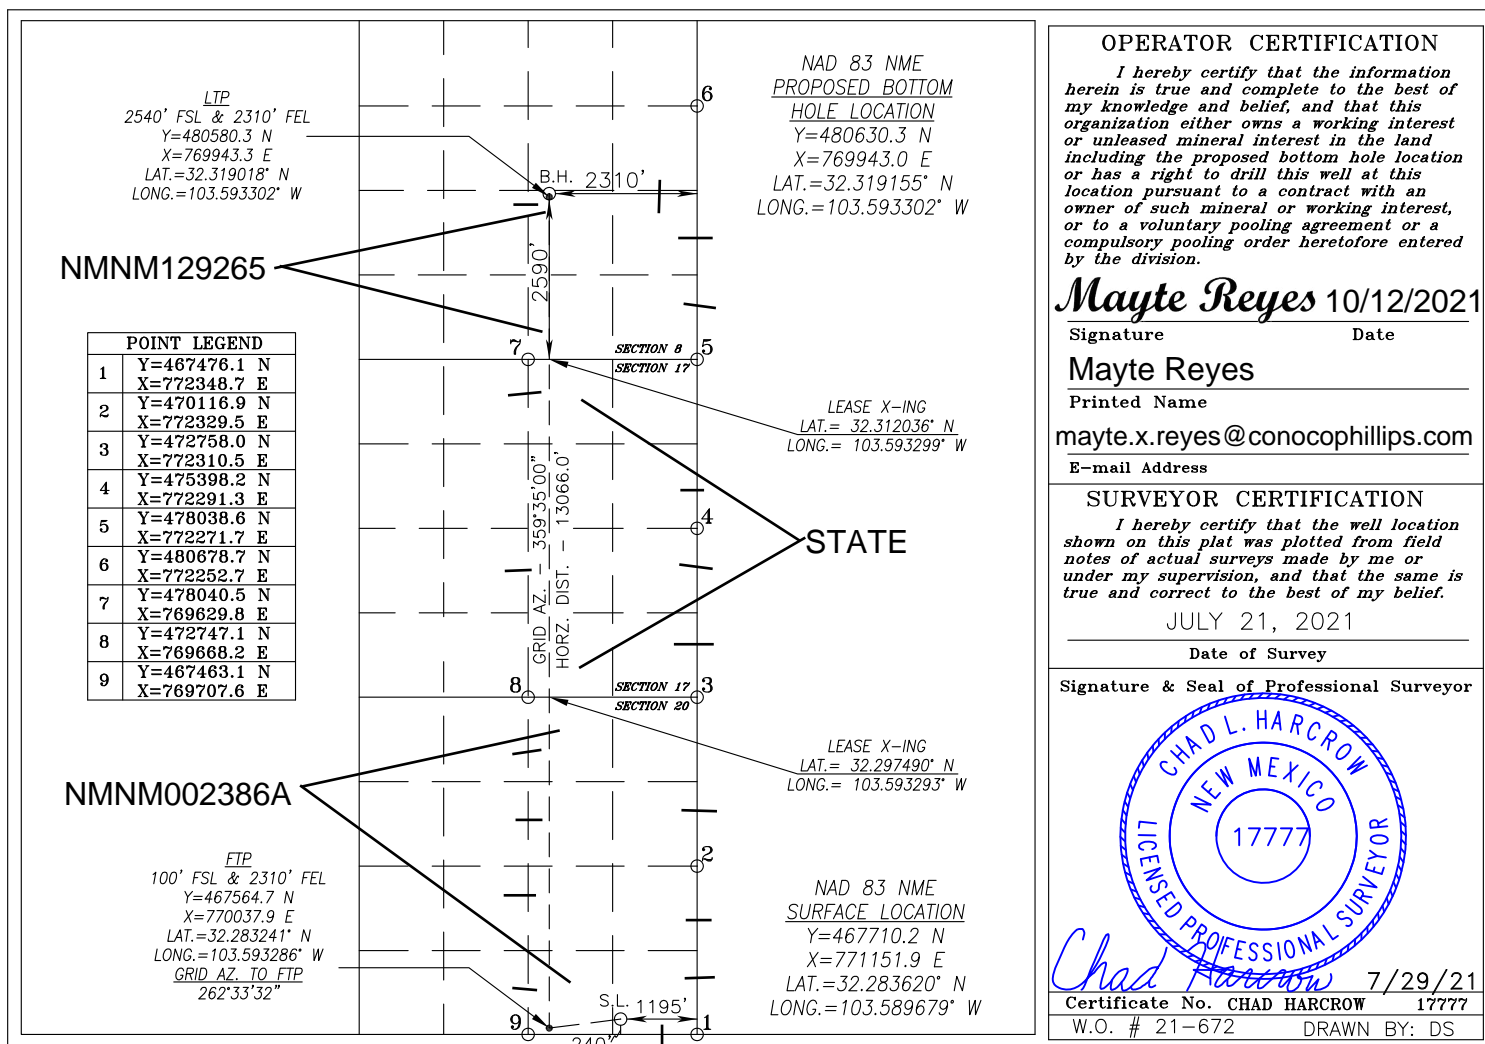 LTP
2540' FSL & 2310' FEL
Y=480580.3 N
X=769943.3 E
LAT.=32.319018° N
LONG.=103.593302° W
NAD 83 NME
PROPOSED BOTTOM
HOLE LOCATION
Y=480630.3 N
X=769943.0 E
LAT.=32.319155° N
LONG.=103.593302° W
6
B.H. 2310'
2590'
NMNM129265
POINT LEGEND
1 Y=467476.1 N
X=772348.7 E
2 Y=470116.9 N
X=772329.5 E
3 Y=472758.0 N
X=772310.5 E
4 Y=475398.2 N
X=772291.3 E
5 Y=478038.6 N
X=772271.7 E
6 Y=480678.7 N
X=772252.7 E
7 Y=478040.5 N
X=769629.8 E
8 Y=472747.1 N
X=769668.2 E
9 Y=467463.1 N
X=769707.6 E
7 SECTION 8 5
SECTION 17
LEASE X-ING
LAT.= 32.312036° N
LONG.= 103.593299° W
GRID AZ. - 359°35'00"
HORZ. DIST. - 13066.0'
4
STATE
8 SECTION 17 3
SECTION 20
LEASE X-ING
LAT.= 32.297490° N
LONG.= 103.593293° W
NMNM002386A
2
FTP
100' FSL & 2310' FEL
Y=467564.7 N
X=770037.9 E
LAT.=32.283241° N
LONG.=103.593286° W
GRID AZ. TO FTP
262°33'32"
NAD 83 NME
SURFACE LOCATION
Y=467710.2 N
X=771151.9 E
LAT.=32.283620° N
LONG.=103.589679° W
S.L. 1195'
9 1
240'
OPERATOR CERTIFICATION
I hereby certify that the information
herein is true and complete to the best of
my knowledge and belief, and that this
organization either owns a working interest
or unleased mineral interest in the land
including the proposed bottom hole location
or has a right to drill this well at this
location pursuant to a contract with an
owner of such mineral or working interest,
or to a voluntary pooling agreement or a
compulsory pooling order heretofore entered
by the division.
Mayte Reyes 10/12/2021
Signature Date
Mayte Reyes
Printed Name
mayte.x.reyes@conocophillips.com
E-mail Address
SURVEYOR CERTIFICATION
I hereby certify that the well location
shown on this plat was plotted from field
notes of actual surveys made by me or
under my supervision, and that the same is
true and correct to the best of my belief.
JULY 21, 2021
Date of Survey
Signature & Seal of Professional Surveyor
CHAD L. HARCROW
NEW MEXICO
17777
LICENSED PROFESSIONAL SURVEYOR
Chad Harcrow 7/29/21
Certificate No. CHAD HARCROW 17777
W.O. # 21-672 DRAWN BY: DS